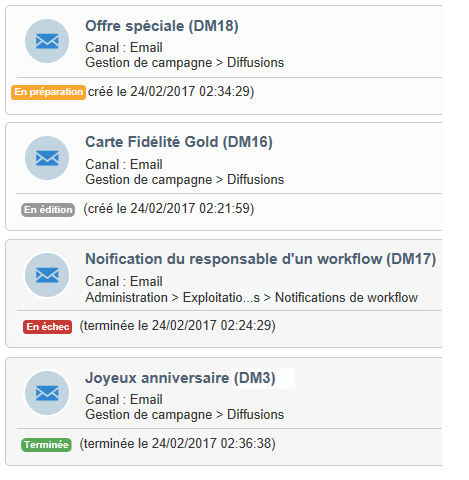 Offre spéciale (DM18)
Canal : Email
Gestion de campagne > Diffusions
En préparation créé le 24/02/2017 02:34:29)
Carte Fidélité Gold (DM16)
Canal : Email
Gestion de campagne > Diffusions
En édition (créé le 24/02/2017 02:21:59)
Noification du responsable d'un workflow (DM17)
Canal : Email
Administration > Exploitatio...s > Notifications de workflow
En échec (terminée le 24/02/2017 02:24:29)
Joyeux anniversaire (DM3)
Canal : Email
Gestion de campagne > Diffusions
Terminée (terminée le 24/02/2017 02:36:38)